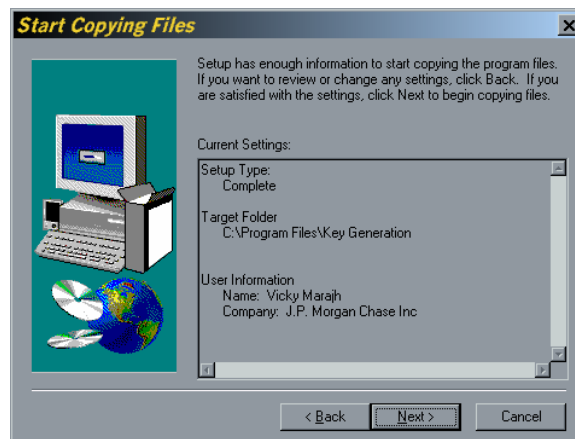 Start Copying Files
Setup has enough information to start copying the program files.
If you want to review or change any settings, click Back. If you
are satisfied with the settings, click Next to begin copying files.
Current Settings:
Setup Type:
Complete
Target Folder
C:\Program Files\Key Generation
User Information
Name: Vicky Marajh
Company: J.P. Morgan Chase Inc
< Back
Next >
Cancel